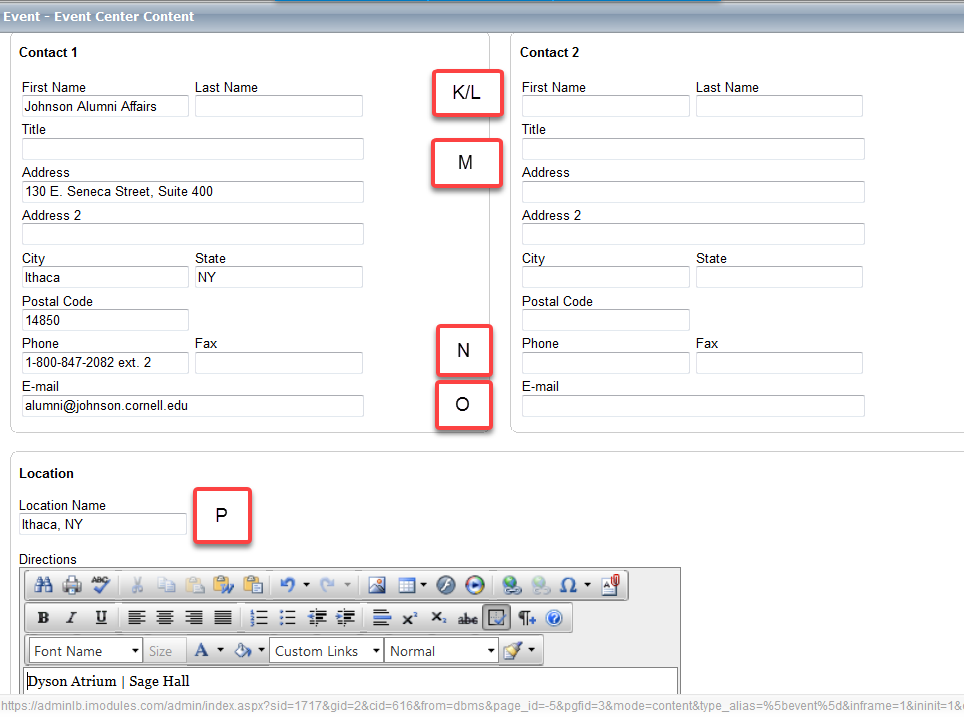 Event - Event Center Content
Contact 1
First Name Last Name
Johnson Alumni Affairs
Title
Address
130 E. Seneca Street, Suite 400
Address 2
City State
Ithaca NY
Postal Code
14850
Phone Fax
1-800-847-2082 ext. 2
E-mail
alumni@johnson.cornell.edu
K/L
M
N
O
Contact 2
First Name Last Name
Title
Address
Address 2
City State
Postal Code
Phone Fax
E-mail
Location
Location Name
Ithaca, NY
P
Directions
ABC
Ω
B I U x² x₂ abc ¶
Font Name Size A Custom Links Normal
Dyson Atrium | Sage Hall
https://adminlb.imodules.com/admin/index.aspx?sid=1717&gid=2&cid=616&from=dbms&page_id=-5&pgfid=3&mode=content&type_alias=%5bevent%5d&iframe=1&ininit=1&